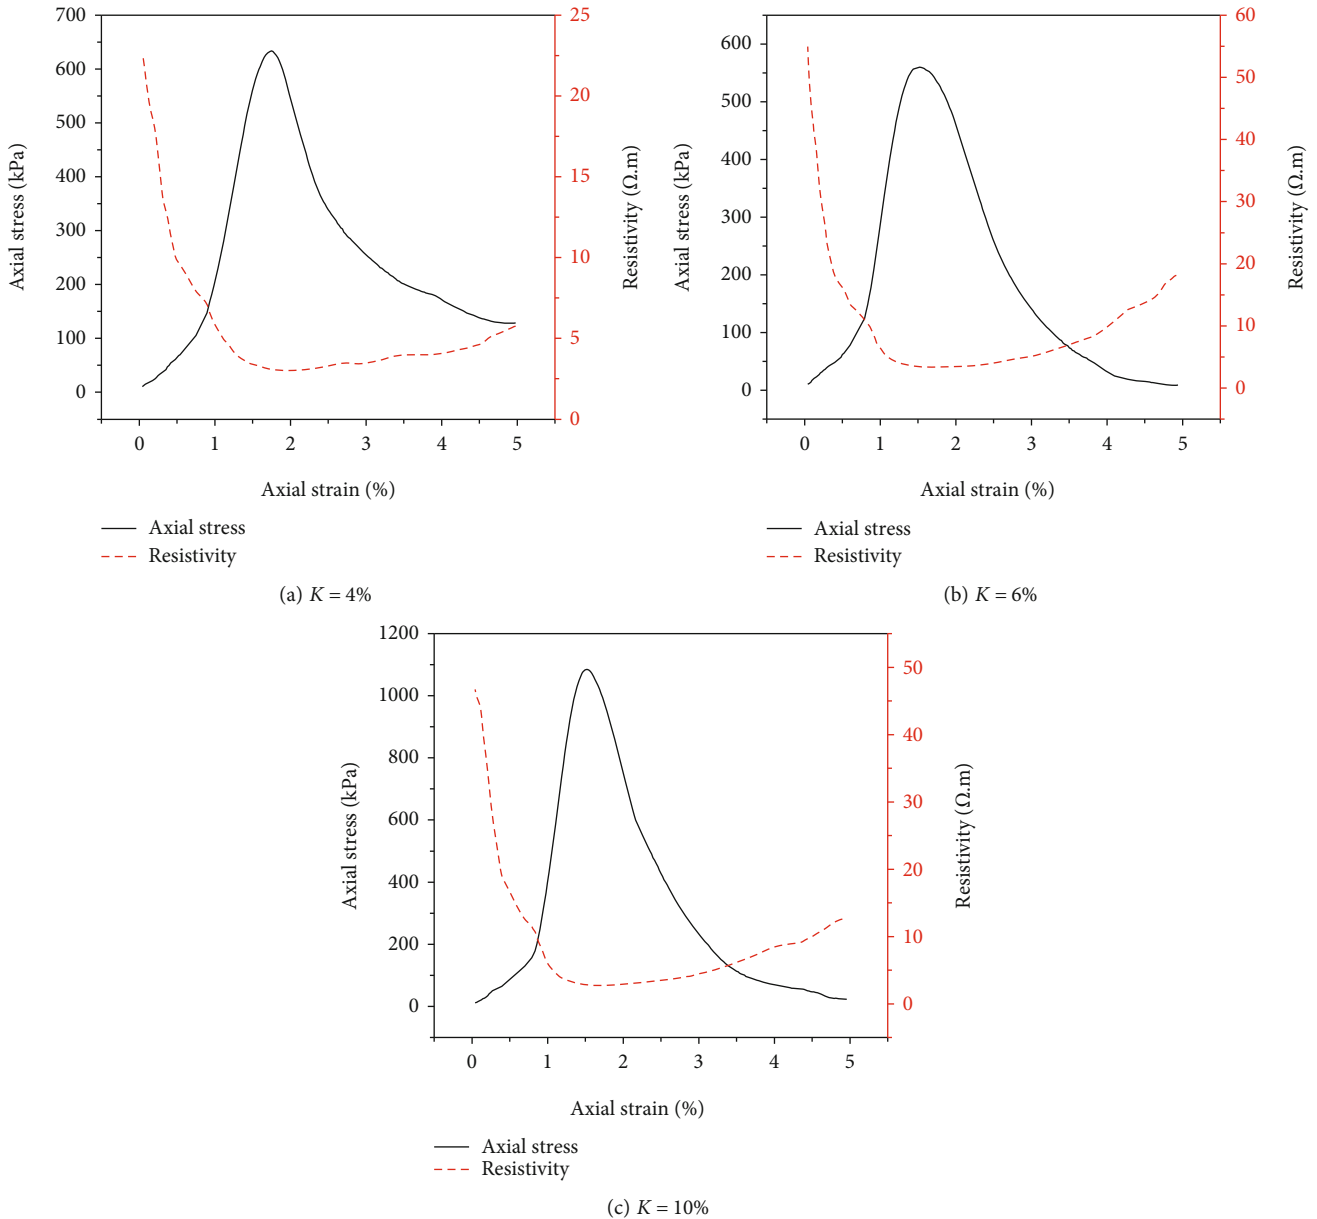 700
600
500
400
300
200
100
0
Axial stress (kPa)
25
20
15
10
5
0
Resistivity (Ω.m)
0 1 2 3 4 5
Axial strain (%)
Axial stress
Resistivity
(a) K = 4%
600
500
400
300
200
100
0
Axial stress (kPa)
60
50
40
30
20
10
0
Resistivity (Ω.m)
0 1 2 3 4 5
Axial strain (%)
Axial stress
Resistivity
(b) K = 6%
1200
1000
800
600
400
200
0
Axial stress (kPa)
50
40
30
20
10
0
Resistivity (Ω.m)
0 1 2 3 4 5
Axial strain (%)
Axial stress
Resistivity
(c) K = 10%